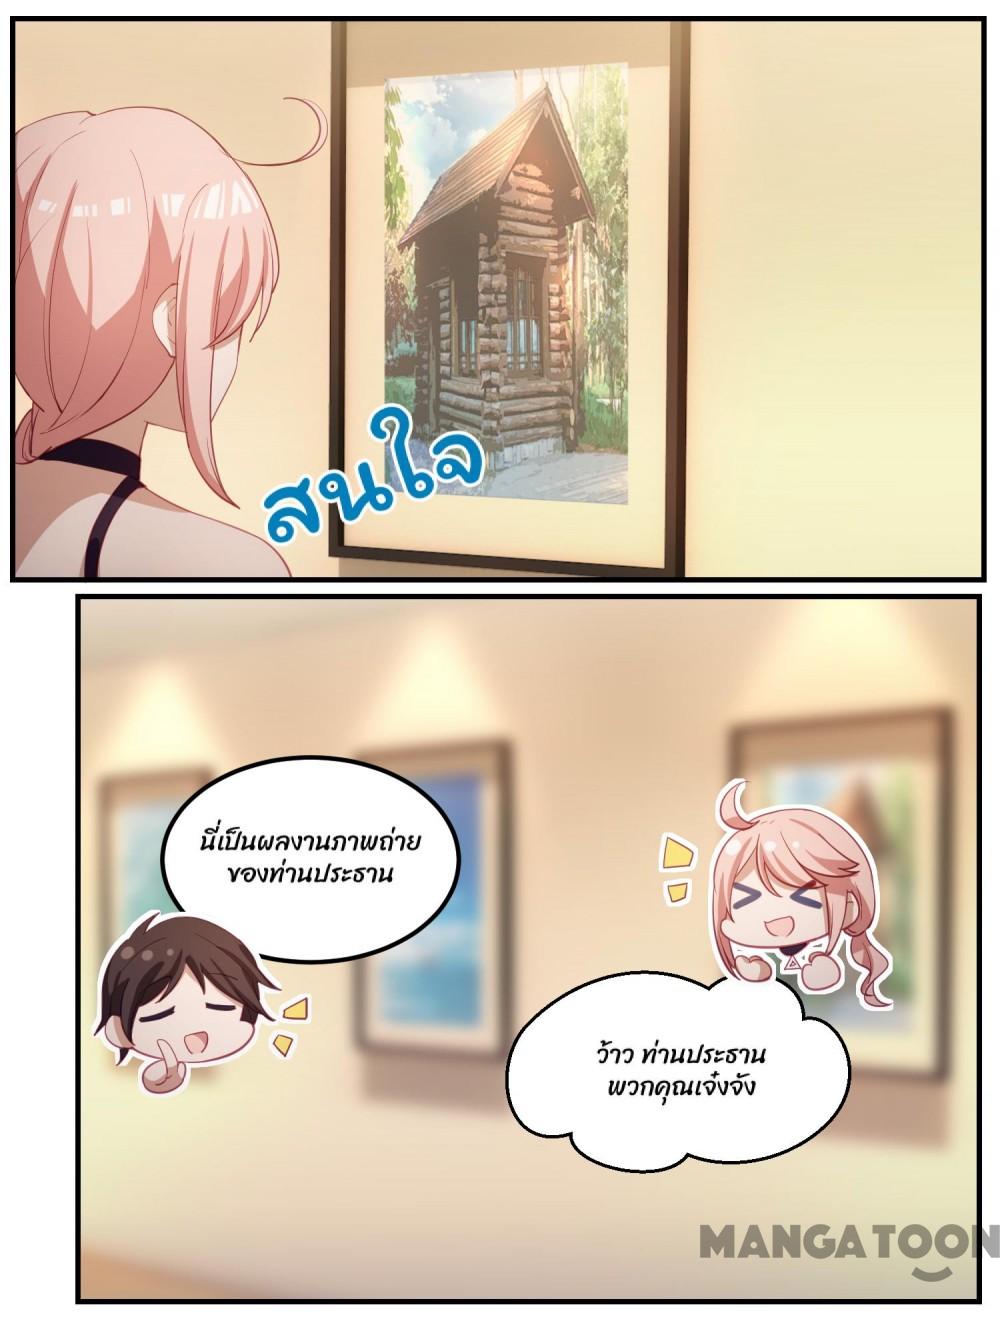 สนใจ
นี่เป็นผลงานภาพถ่าย
ของท่านประธาน
ว้าว ท่านประธาน
พวกคุณเจ๋งจัง
MANGATOON